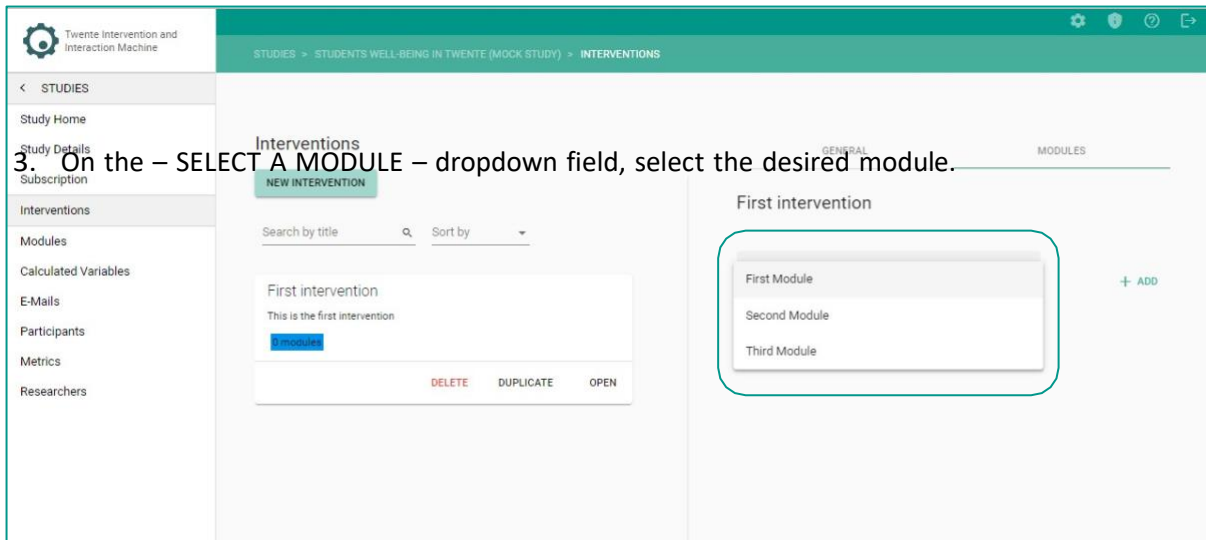 Twente Intervention and
Interaction Machine
STUDIES > STUDENTS WELL-BEING IN TWENTE (MOCK STUDY) > INTERVENTIONS
< STUDIES
Study Home
Study Details
Subscription
Interventions
Modules
Calculated Variables
E-Mails
Participants
Metrics
Researchers
3. On the – SELECT A MODULE – dropdown field, select the desired module.
Interventions
NEW INTERVENTION
Search by title
Sort by
First intervention
This is the first intervention
0 modules
DELETE DUPLICATE OPEN
GENERAL MODULES
First intervention
First Module
Second Module
Third Module
+ ADD